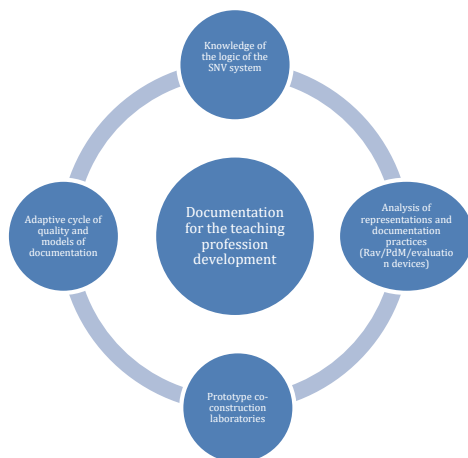 Knowledge of
the logic of the
SNV system
Documentation
for the teaching
profession
development
Analysis of
representations and
documentation
practices
(Rav/PdM/evaluatio
n devices)
Adaptive cycle of
quality and
models of
documentation
Prototype co-
construction
laboratories